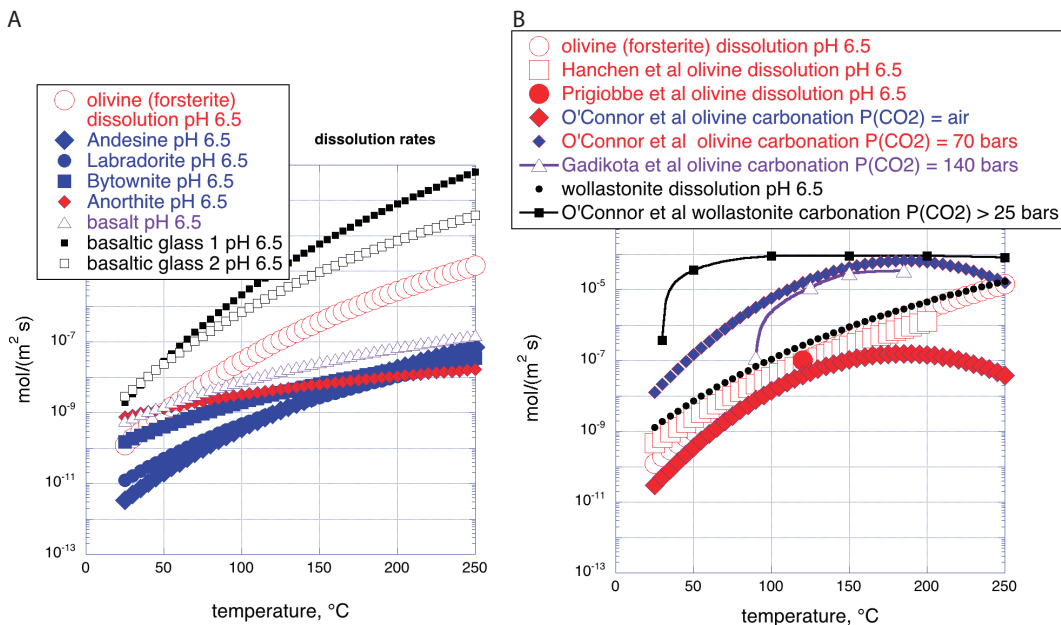 A
olivine (forsterite)
dissolution pH 6.5
Andesine pH 6.5
Labradorite pH 6.5
Bytownite pH 6.5
Anorthite pH 6.5
basalt pH 6.5
basaltic glass 1 pH 6.5
basaltic glass 2 pH 6.5
dissolution rates
mol/(m² s)
10⁻⁷
10⁻⁹
10⁻¹¹
10⁻¹³
0
50
100
150
200
250
temperature, °C
B
olivine (forsterite) dissolution pH 6.5
Hanchen et al olivine dissolution pH 6.5
Prigiobbe et al olivine dissolution pH 6.5
O'Connor et al olivine carbonation P(CO2) = air
O'Connor et al olivine carbonation P(CO2) = 70 bars
Gadikota et al olivine carbonation P(CO2) = 140 bars
wollastonite dissolution pH 6.5
O'Connor et al wollastonite carbonation P(CO2) > 25 bars
mol/(m² s)
10⁻⁵
10⁻⁷
10⁻⁹
10⁻¹¹
10⁻¹³
0
50
100
150
200
250
temperature, °C